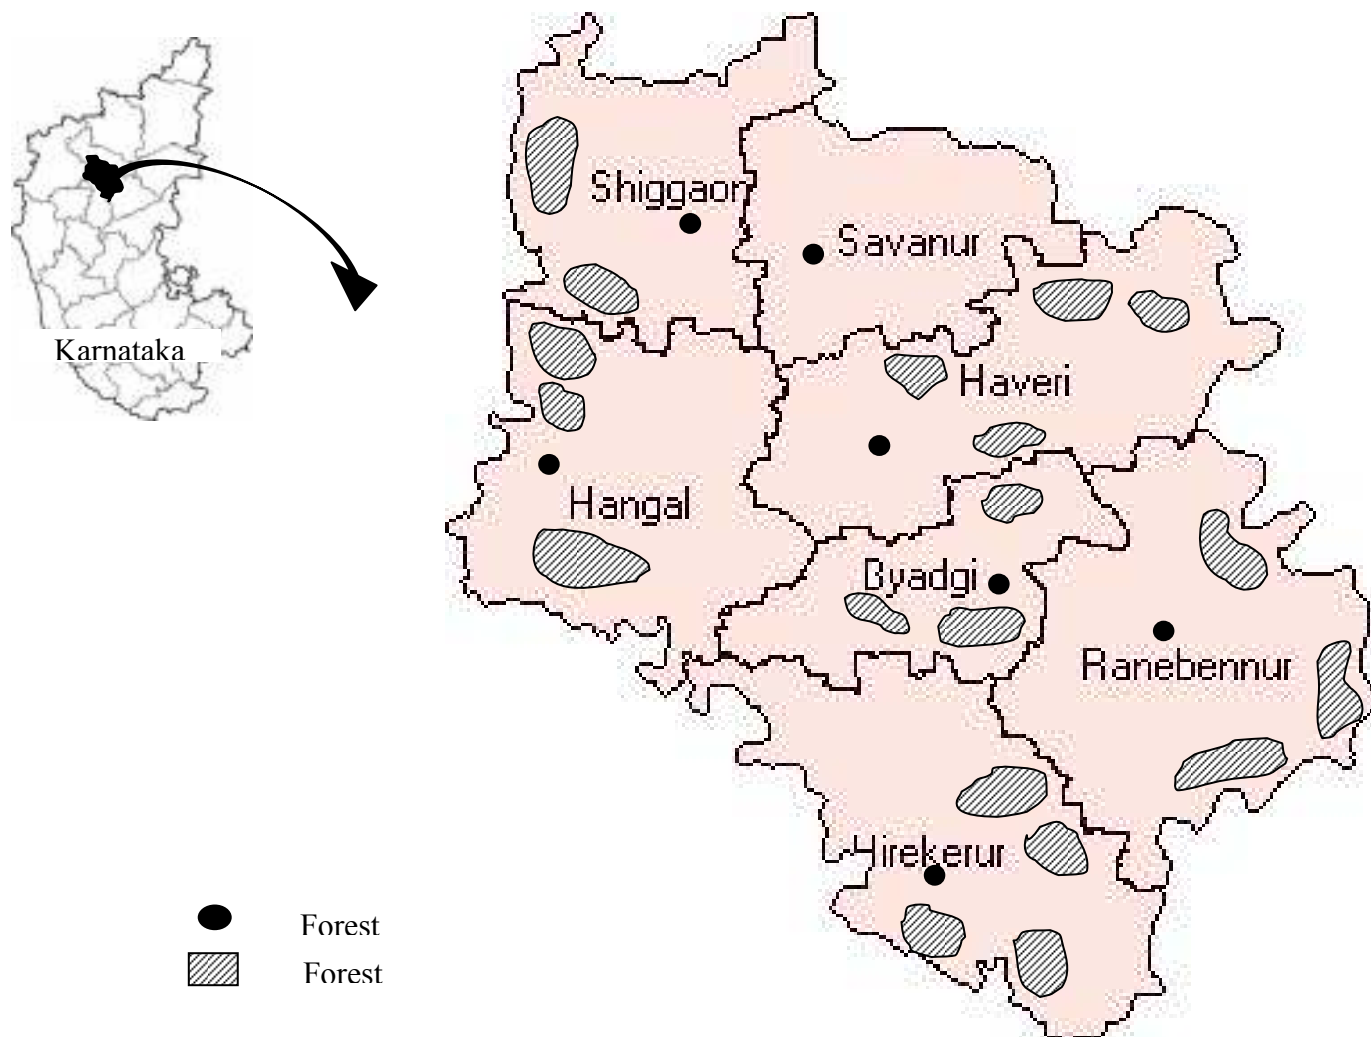 Shiggaon
Savanur
Karnataka
Haveri
Hangal
Byadgi
Ranebennur
Hirekerur
Forest
Forest